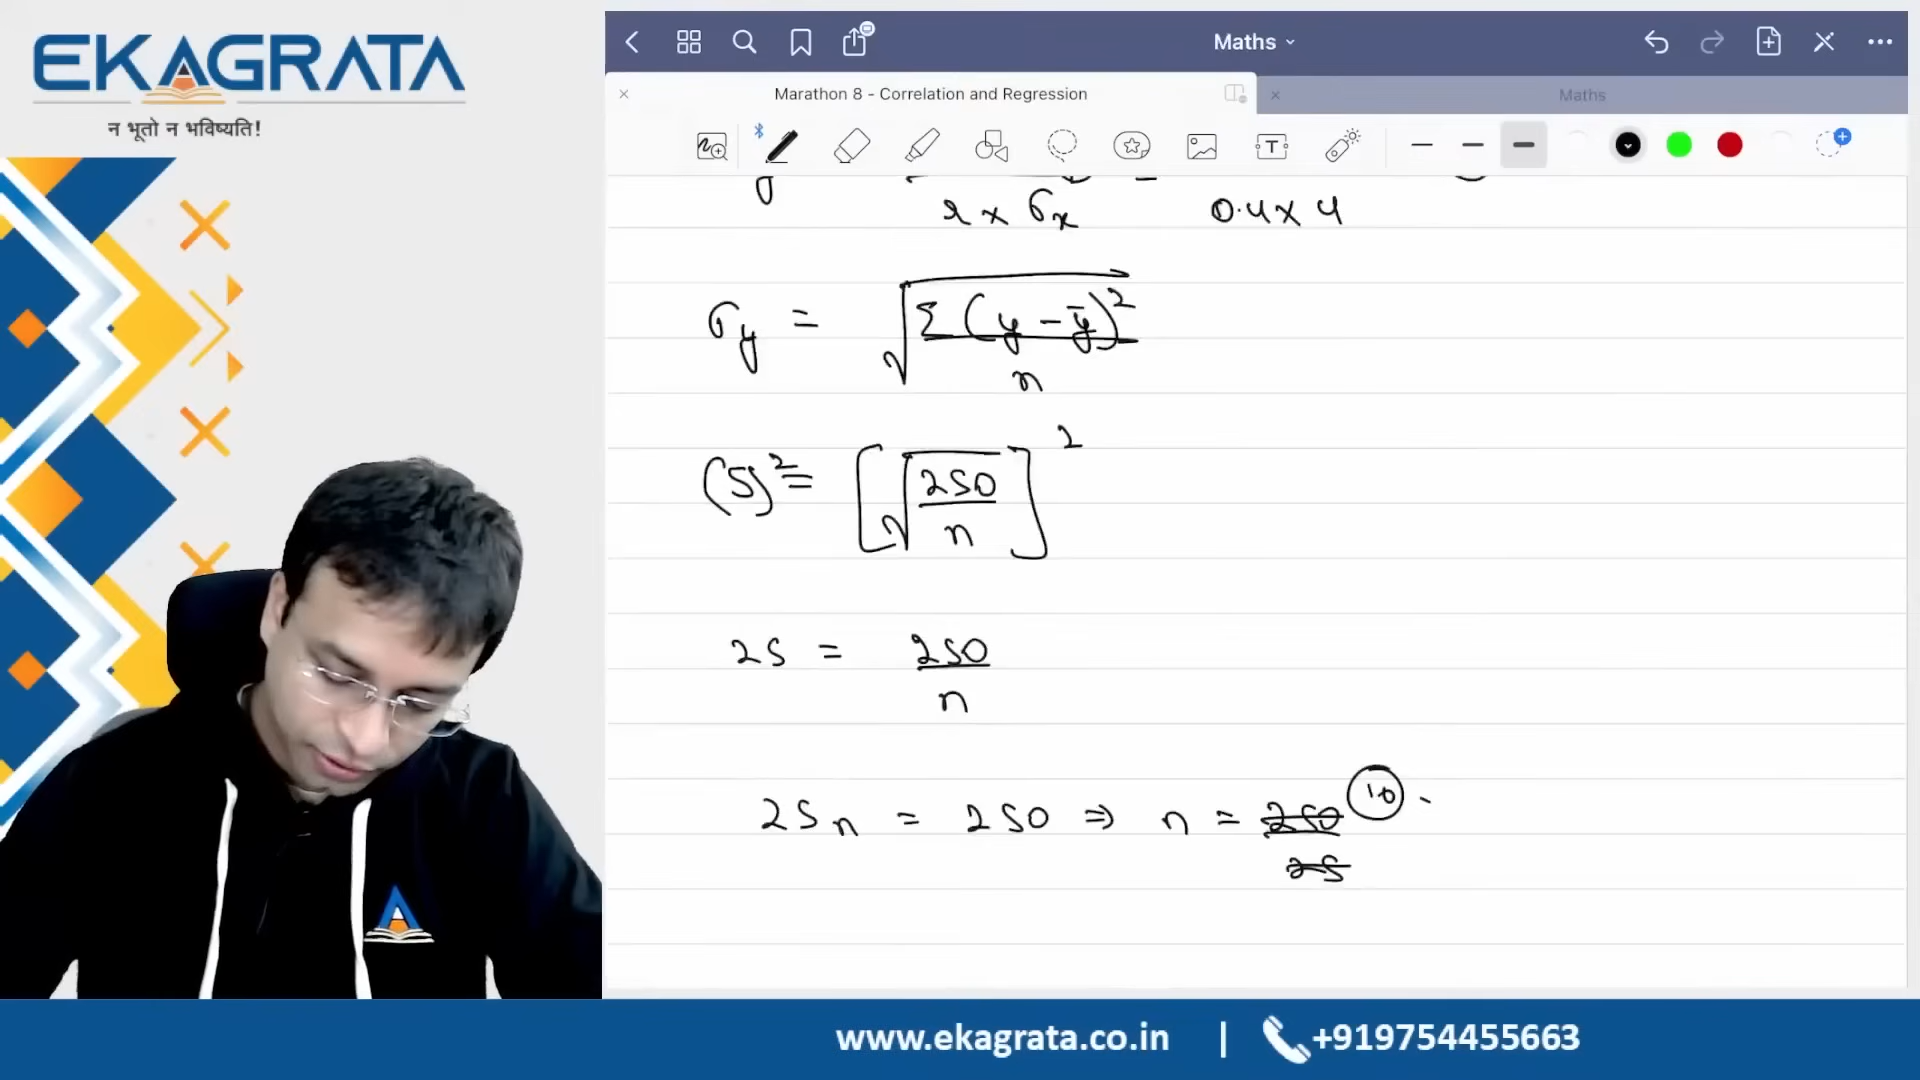 EKAGRATA
न भूतो न भविष्यति!
Maths
Marathon 8 - Correlation and Regression
Maths
T
r × σx
0.4 × 4
σy = √(Σ(y - ȳ)² / n)
(5)² = [√(250 / n)]²
25 = 250 / n
25n = 250 ⇒ n = 250 / 25 10
www.ekagrata.co.in | +919754455663